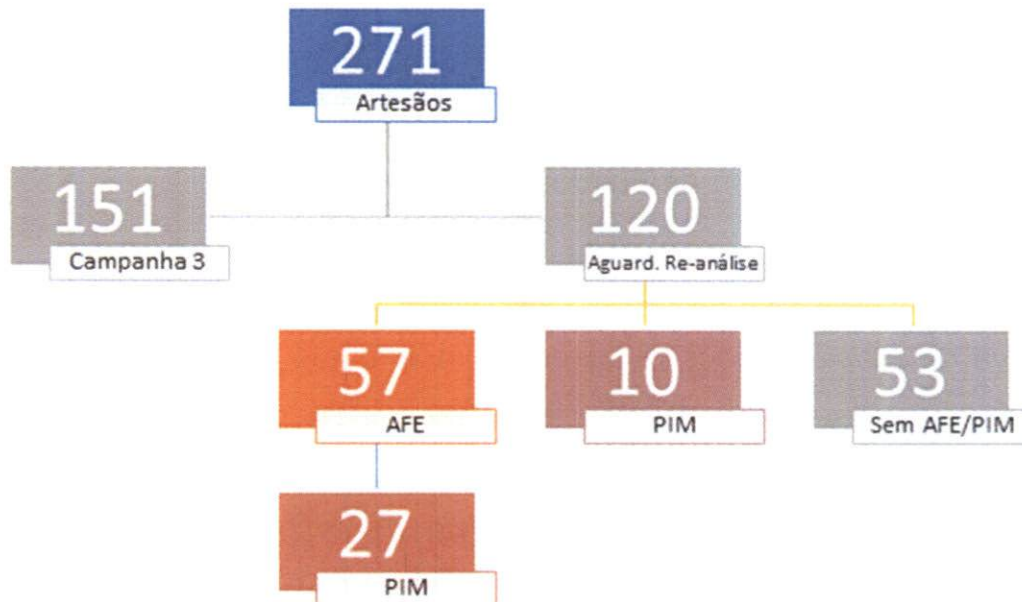 271
Artesãos
151
Campanha 3
120
Aguard. Re-análise
57
AFE
10
PIM
53
Sem AFE/PIM
27
PIM